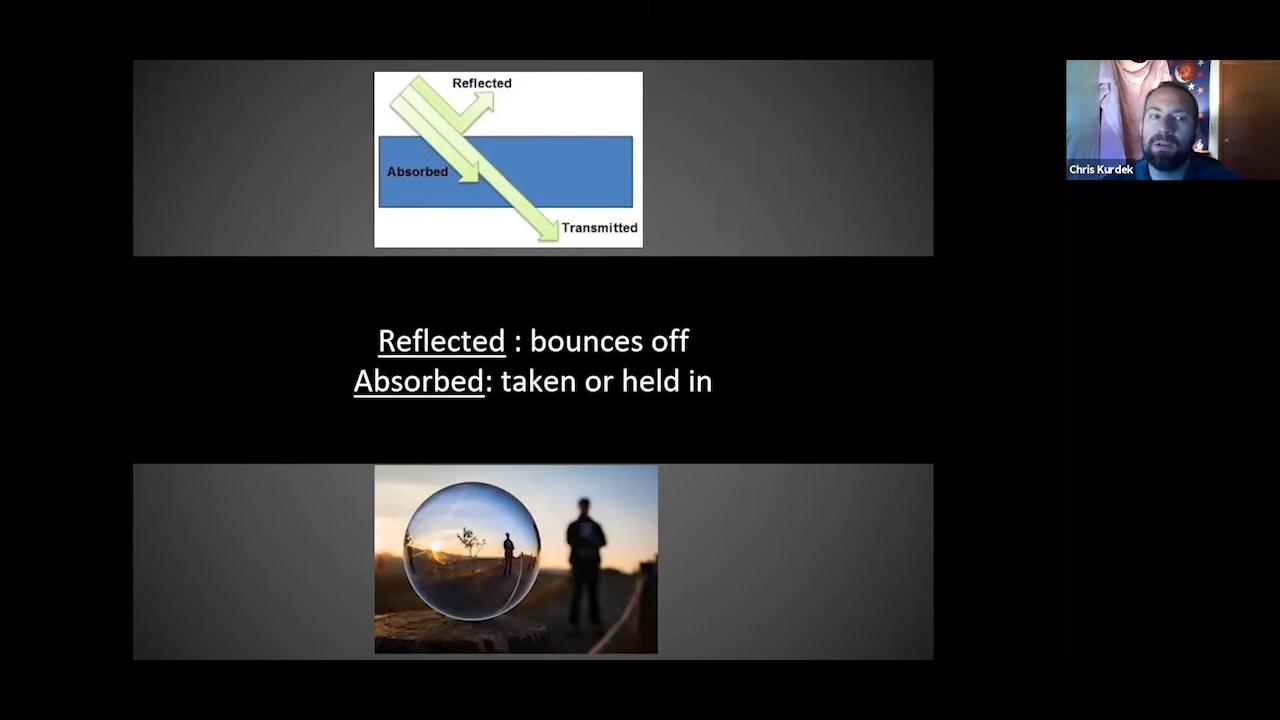 Reflected
Absorbed
Transmitted
Chris Kurdek
Reflected : bounces off
Absorbed: taken or held in